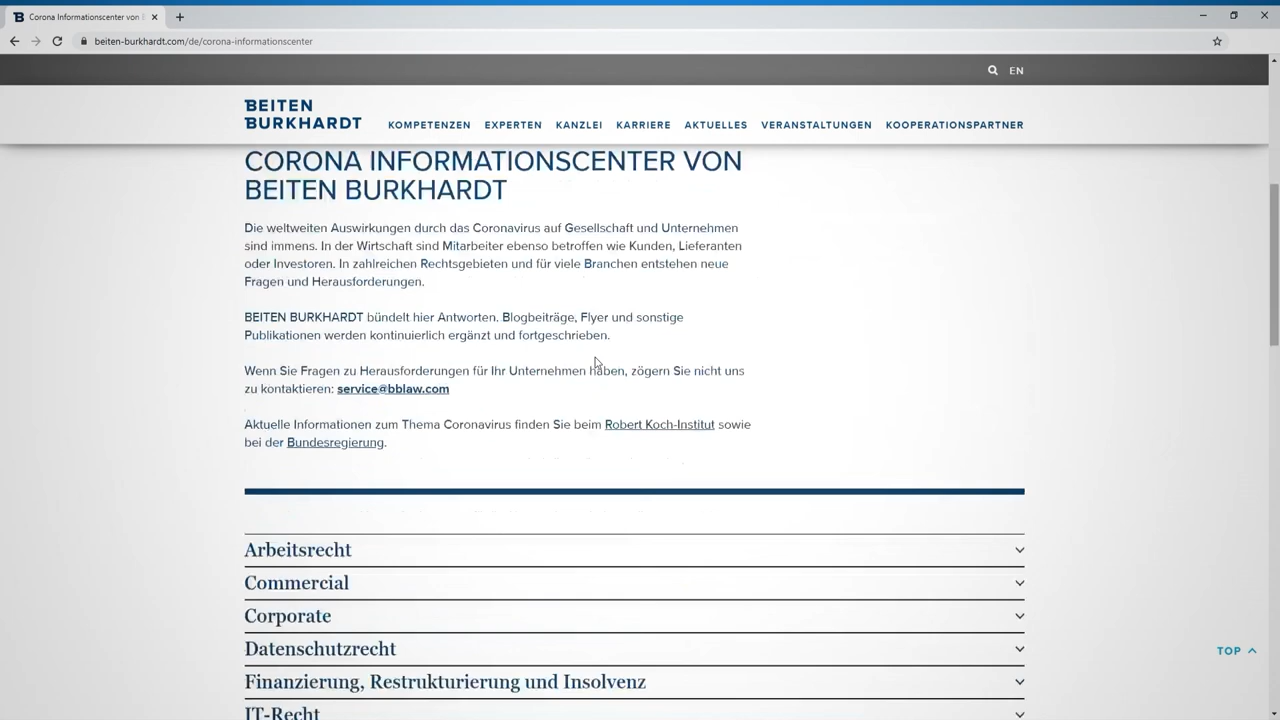 Corona Informationscenter von
beiten-burkhardt.com/de/corona-informationscenter
EN
BEITEN
BURKHARDT
KOMPETENZEN EXPERTEN KANZLEI KARRIERE AKTUELLES VERANSTALTUNGEN KOOPERATIONSPARTNER
CORONA INFORMATIONSCENTER VON
BEITEN BURKHARDT
Die weltweiten Auswirkungen durch das Coronavirus auf Gesellschaft und Unternehmen
sind immens. In der Wirtschaft sind Mitarbeiter ebenso betroffen wie Kunden, Lieferanten
oder Investoren. In zahlreichen Rechtsgebieten und für viele Branchen entstehen neue
Fragen und Herausforderungen.
BEITEN BURKHARDT bündelt hier Antworten. Blogbeiträge, Flyer und sonstige
Publikationen werden kontinuierlich ergänzt und fortgeschrieben.
Wenn Sie Fragen zu Herausforderungen für Ihr Unternehmen haben, zögern Sie nicht uns
zu kontaktieren: service@bblaw.com
Aktuelle Informationen zum Thema Coronavirus finden Sie beim Robert Koch-Institut sowie
bei der Bundesregierung.
Arbeitsrecht
Commercial
Corporate
Datenschutzrecht
TOP
Finanzierung, Restrukturierung und Insolvenz
IT-Recht